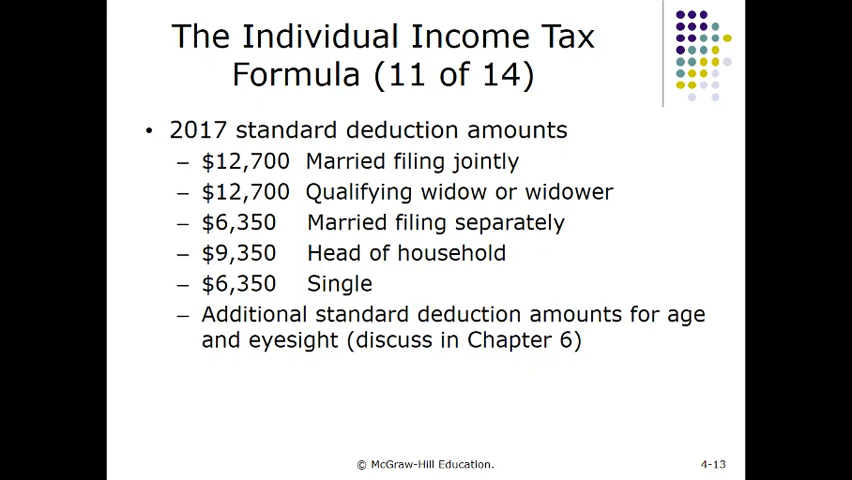 The Individual Income Tax
Formula (11 of 14)
• 2017 standard deduction amounts
– $12,700 Married filing jointly
– $12,700 Qualifying widow or widower
– $6,350 Married filing separately
– $9,350 Head of household
– $6,350 Single
– Additional standard deduction amounts for age
and eyesight (discuss in Chapter 6)
© McGraw-Hill Education.
4-13